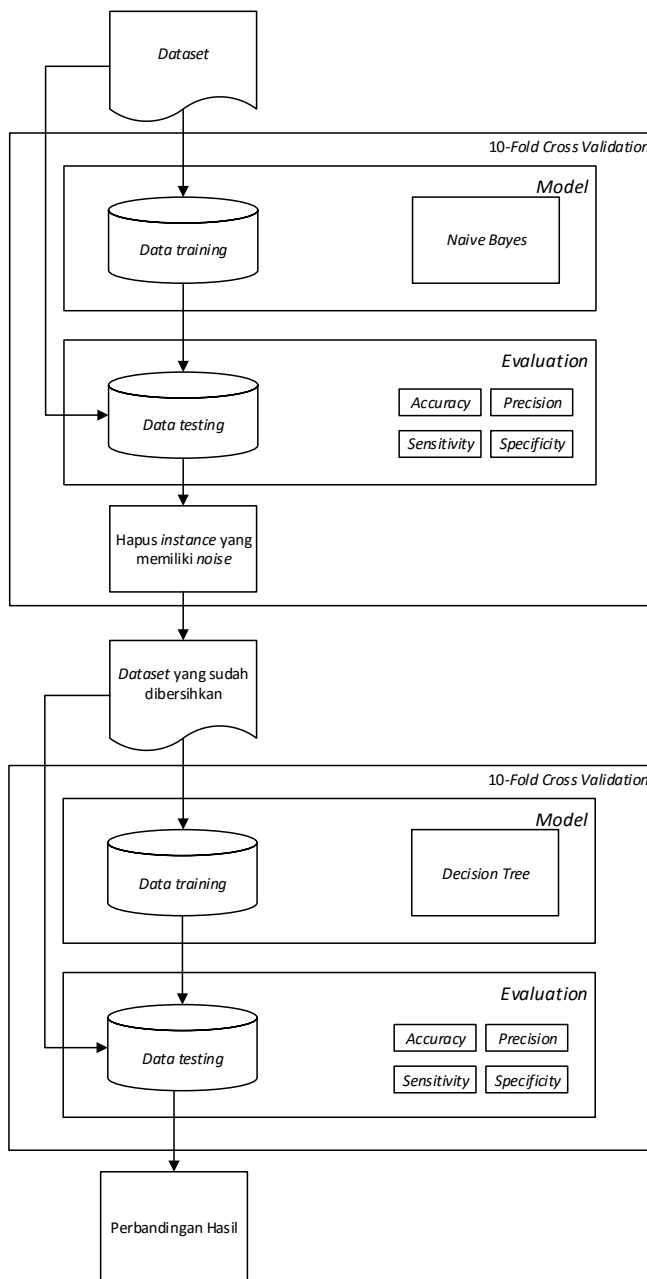 Dataset
10-Fold Cross Validation
Model
Data training
Naive Bayes
Evaluation
Accuracy
Precision
Data testing
Sensitivity
Specificity
Hapus instance yang
memiliki noise
Dataset yang sudah
dibersihkan
10-Fold Cross Validation
Model
Data training
Decision Tree
Evaluation
Accuracy
Precision
Data testing
Sensitivity
Specificity
Perbandingan Hasil